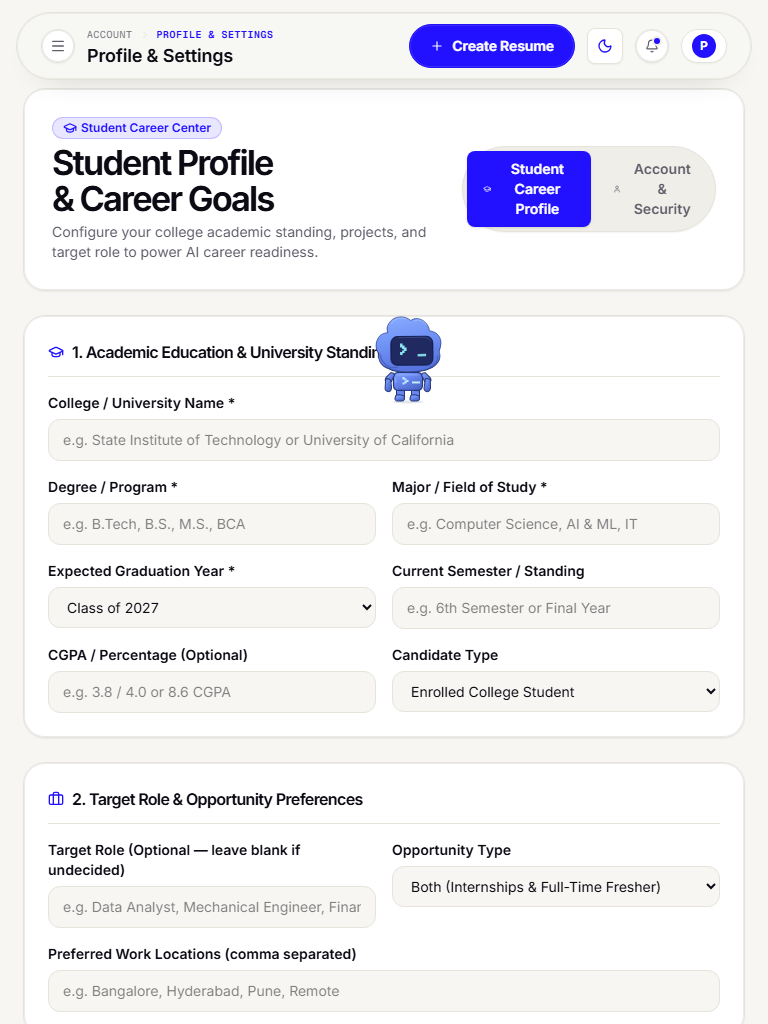 ACCOUNT
PROFILE & SETTINGS
Profile & Settings
Create Resume
P
Student Career Center
Student Profile
& Career Goals
Configure your college academic standing, projects, and
target role to power AI career readiness.
Student
Career
Profile
Account
&
Security
1. Academic Education & University Standin
College / University Name *
e.g. State Institute of Technology or University of California
Degree / Program *
Major / Field of Study *
e.g. B.Tech, B.S., M.S., BCA
e.g. Computer Science, AI & ML, IT
Expected Graduation Year *
Current Semester / Standing
Class of 2027
e.g. 6th Semester or Final Year
CGPA / Percentage (Optional)
Candidate Type
e.g. 3.8 / 4.0 or 8.6 CGPA
Enrolled College Student
2. Target Role & Opportunity Preferences
Target Role (Optional — leave blank if
undecided)
Opportunity Type
e.g. Data Analyst, Mechanical Engineer, Finar
Both (Internships & Full-Time Fresher)
Preferred Work Locations (comma separated)
e.g. Bangalore, Hyderabad, Pune, Remote